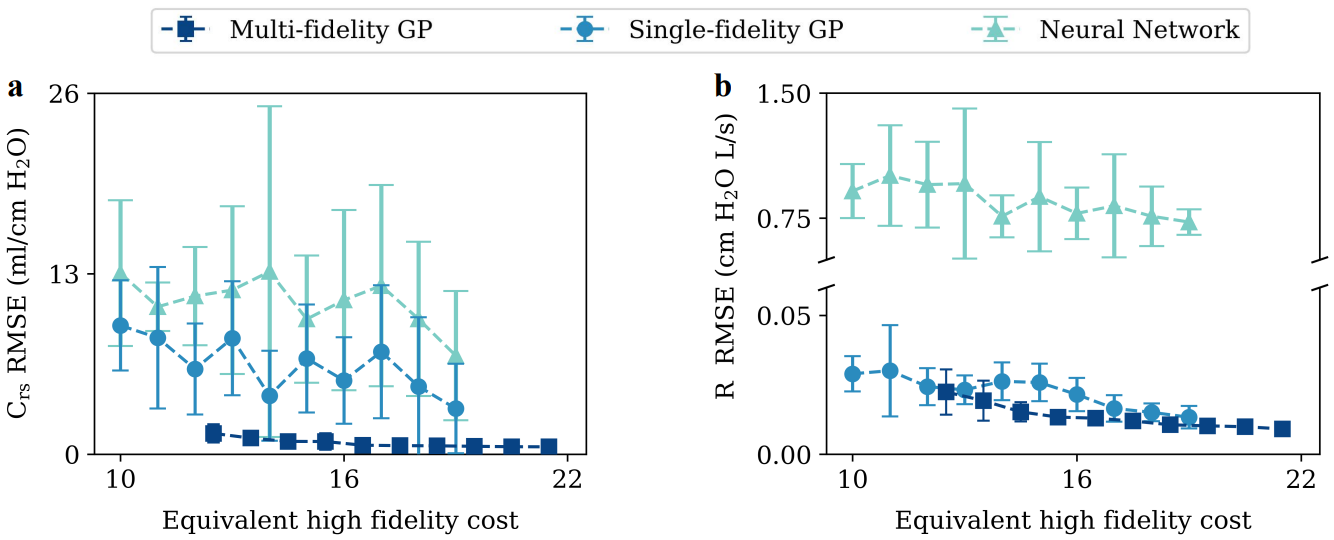 Multi-fidelity GP
Single-fidelity GP
Neural Network
a
26
13
0
10
16
22
C_rs RMSE (ml/cm H₂O)
Equivalent high fidelity cost
b
1.50
0.75
0.05
0.00
10
16
22
R RMSE (cm H₂O L/s)
Equivalent high fidelity cost